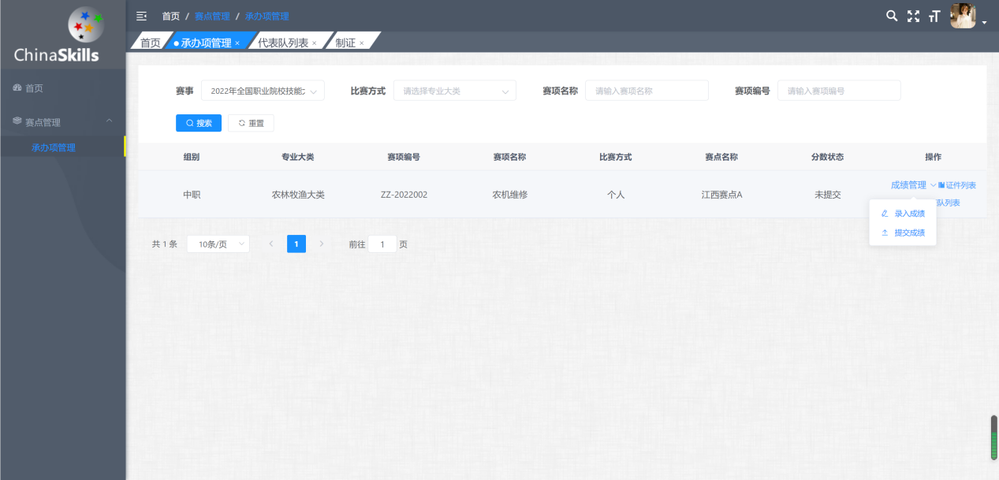 首页 / 赛点管理 / 承办项管理
ChinaSkills
首页 承办项管理 × 代表队列表 × 制证 ×
首页
赛点管理
承办项管理
赛事 2022年全国职业院校技能 比赛方式 请选择专业大类 赛项名称 请输入赛项名称 赛项编号 请输入赛项编号
搜索 重置
组别 专业大类 赛项编号 赛项名称 比赛方式 赛点名称 分数状态 操作
中职 农林牧渔大类 ZZ-2022002 农机维修 个人 江西赛点A 未提交 成绩管理 证件列表
队列表
录入成绩
提交成绩
共 1 条 10条/页 1 前往 1 页